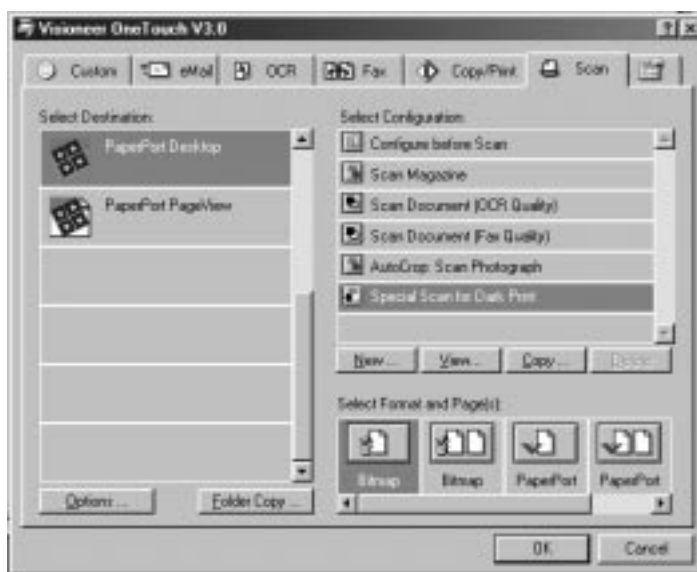 Visioneer OneTouch V3.0
Custom eMail OCR Fax Copy/Print Scan
Select Destination:
PaperPort Desktop
PaperPort PageView
Options ...
Folder Copy ...
Select Configuration:
Configure before Scan
Scan Magazine
Scan Document (OCR Quality)
Scan Document (Fax Quality)
AutoCrop: Scan Photograph
Special Scan for Dark Print
New ... View ... Copy ... Delete
Select Format and Page(s):
Bitmap Bitmap PaperPort PaperPort
OK Cancel